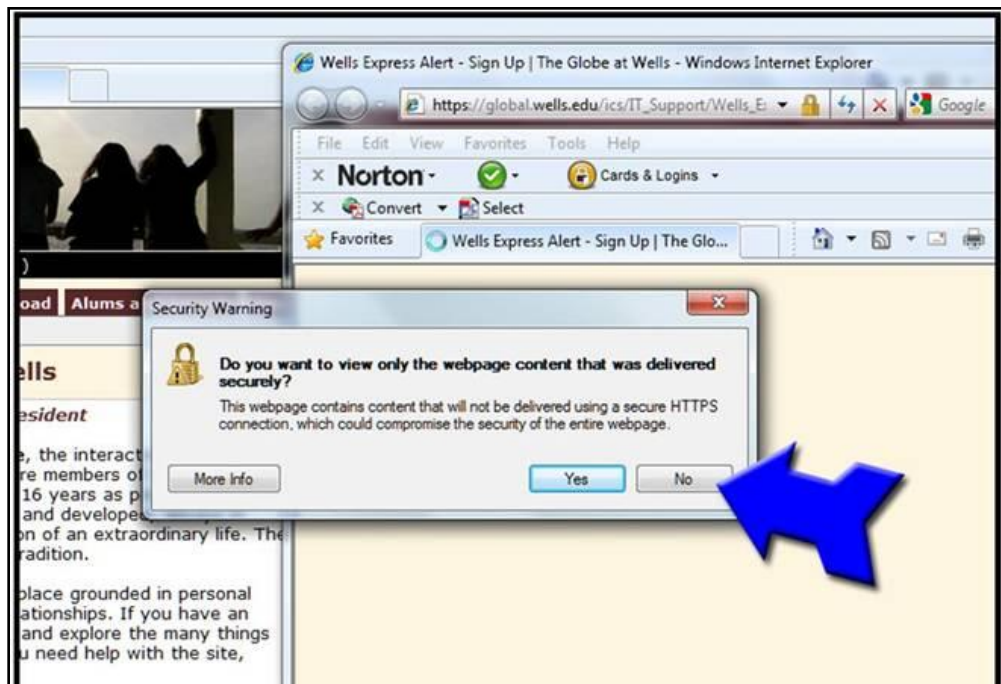 Wells Express Alert - Sign Up | The Globe at Wells - Windows Internet Explorer
https://global.wells.edu/ics/IT_Support/Wells_E
Google
File Edit View Favorites Tools Help
Norton
Cards & Logins
Convert
Select
Favorites
Wells Express Alert - Sign Up | The Glo...
)
oad
Alums a
Security Warning
Do you want to view only the webpage content that was delivered
securely?
This webpage contains content that will not be delivered using a secure HTTPS
connection, which could compromise the security of the entire webpage.
More Info
Yes
No
ells
esident
e, the interact
re members of
16 years as p
and developed,
on of an extraordinary life. The
radition.
place grounded in personal
ationships. If you have an
and explore the many things
u need help with the site,